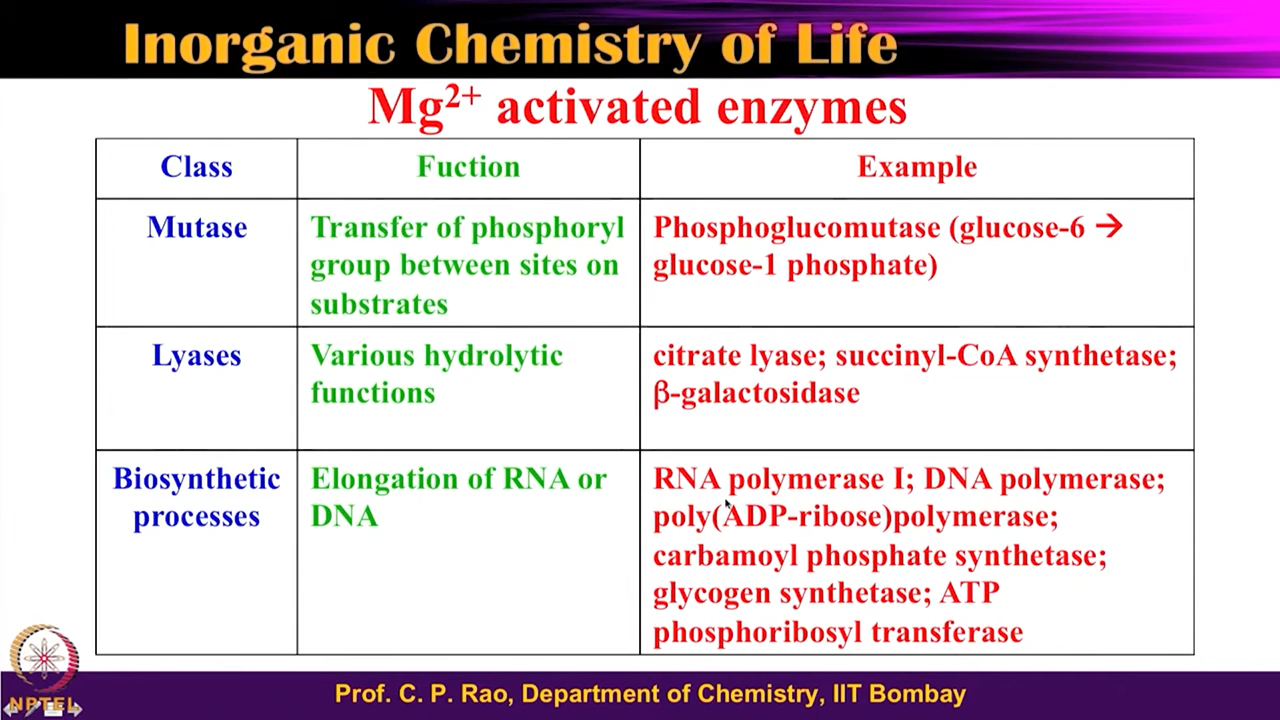 Inorganic Chemistry of Life
Mg2+ activated enzymes
Class Fuction Example
Mutase
Transfer of phosphoryl
group between sites on
substrates
Phosphoglucomutase (glucose-6 →
glucose-1 phosphate)
Lyases
Various hydrolytic
functions
citrate lyase; succinyl-CoA synthetase;
β-galactosidase
Biosynthetic
processes
Elongation of RNA or
DNA
RNA polymerase I; DNA polymerase;
poly(ADP-ribose)polymerase;
carbamoyl phosphate synthetase;
glycogen synthetase; ATP
phosphoribosyl transferase
NPTEL
Prof. C. P. Rao, Department of Chemistry, IIT Bombay